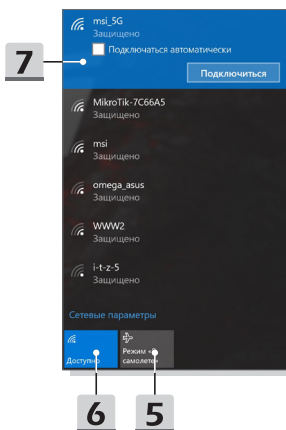 msi_5G
Защищено
Подключаться автоматически
7
Подключиться
MikroTik-7C66A5
Защищено
msi
Защищено
omega_asus
Защищено
WWW2
Защищено
i-t-z-5
Защищено
Сетевые параметры
Доступно
Режим «
самолете»
6
5